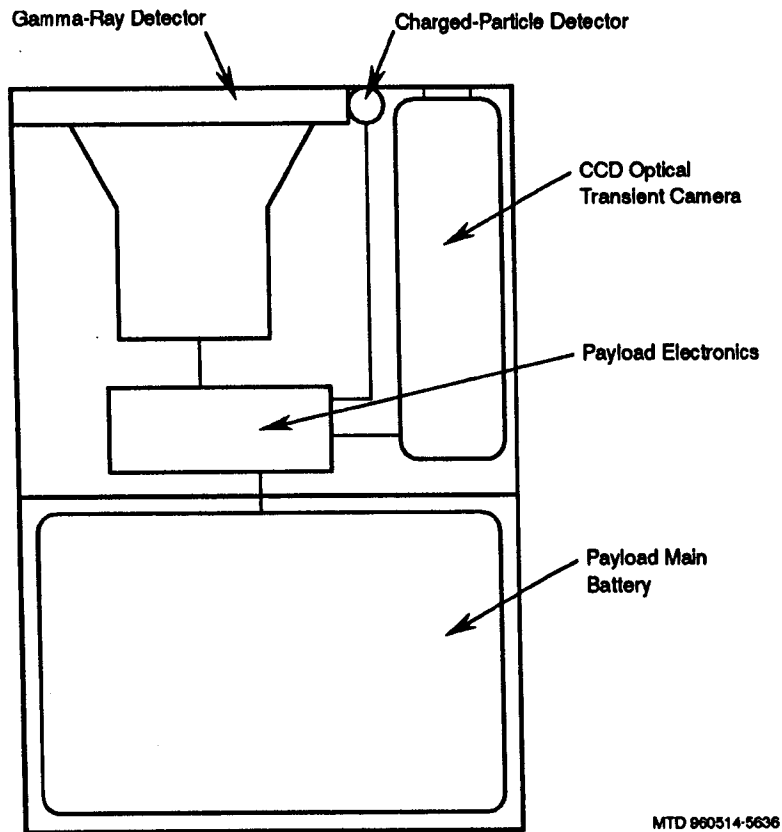 Gamma-Ray Detector
Charged-Particle Detector
CCD Optical
Transient Camera
Payload Electronics
Payload Main
Battery
MTD 960514-5636